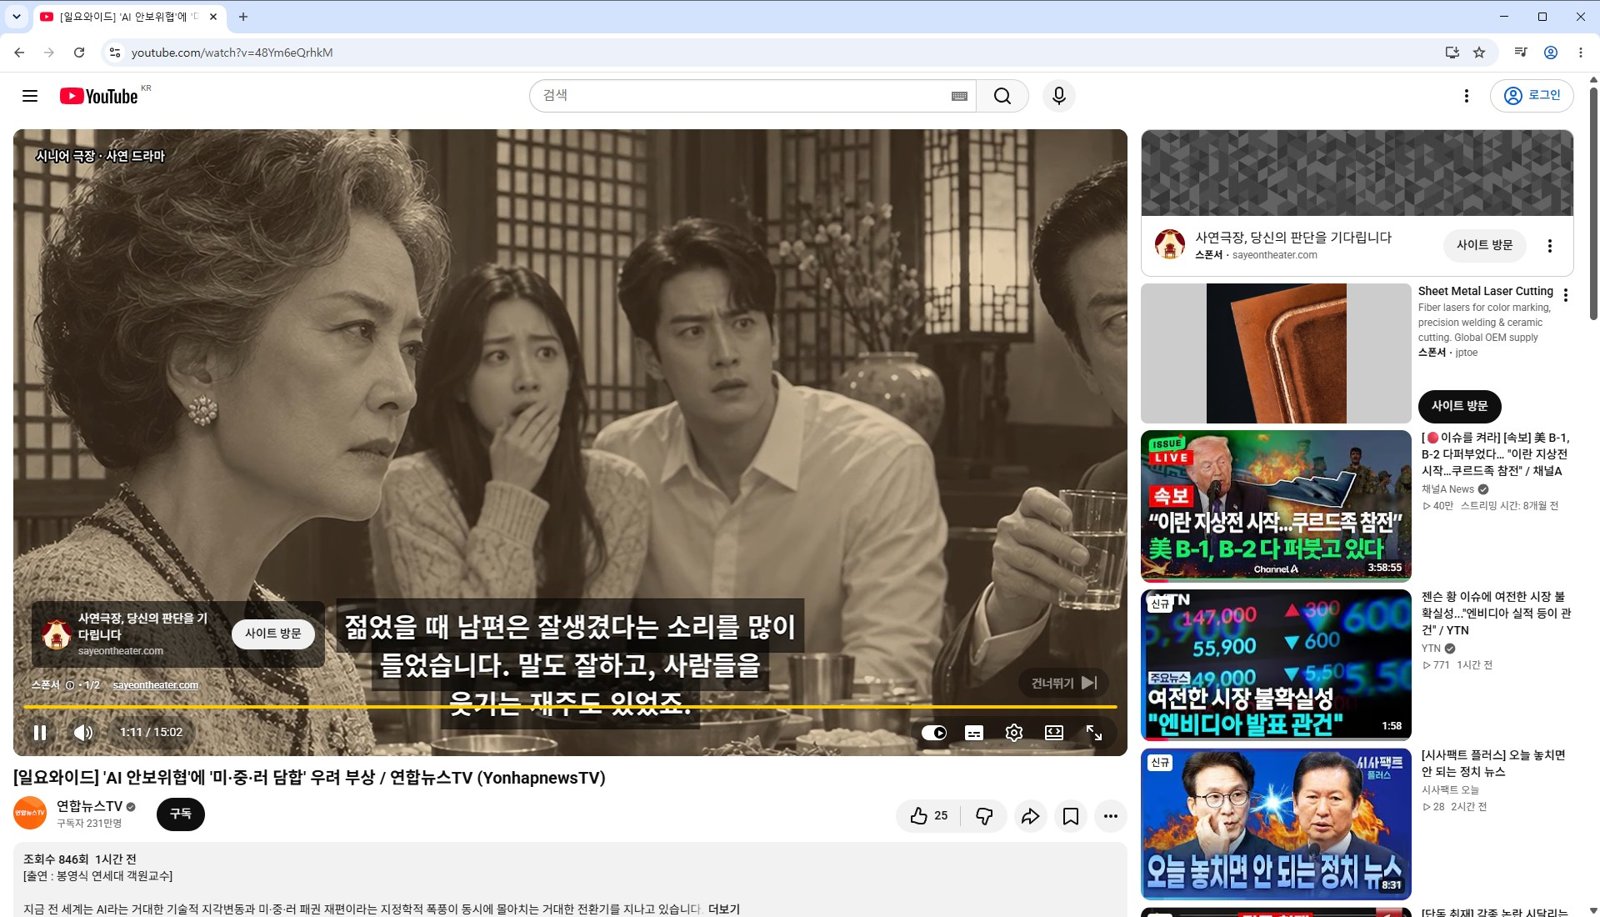 [일요와이드] 'AI 안보위협'에 '미
youtube.com/watch?v=48Ym6eQrhkM
YouTube KR
검색
로그인
시니어 극장 · 사연 드라마
젊었을 때 남편은 잘생겼다는 소리를 많이
들었습니다. 말도 잘하고, 사람들을
웃기는 재주도 있었죠.
사연극장, 당신의 판단을 기
다립니다
sayeontheater.com
사이트 방문
스폰서 · 1/2 sayeontheater.com
건너뛰기
1:11 / 15:02
[일요와이드] 'AI 안보위협'에 '미·중·러 담합' 우려 부상 / 연합뉴스TV (YonhapnewsTV)
연합뉴스TV
연합뉴스TV
구독자 231만명
구독
25
조회수 846회 1시간 전
[출연 : 봉영식 연세대 객원교수]
지금 전 세계는 AI라는 거대한 기술적 지각변동과 미·중·러 패권 재편이라는 지정학적 폭풍이 동시에 몰아치는 거대한 전환기를 지나고 있습니다. 더보기
사연극장, 당신의 판단을 기다립니다
스폰서 · sayeontheater.com
사이트 방문
Sheet Metal Laser Cutting
Fiber lasers for color marking,
precision welding & ceramic
cutting. Global OEM supply
스폰서 · jptoe
사이트 방문
ISSUE
LIVE
속보
"이란 지상전 시작...쿠르드족 참전"
美 B-1, B-2 다 퍼붓고 있다
Channel A
3:58:55
[🔴이슈를 켜라] [속보] 美 B-1,
B-2 다퍼부었다... "이란 지상전
시작...쿠르드족 참전" / 채널A
채널A News
40만 스트리밍 시간: 8개월 전
신규
YTN
147,000 ▲ 300 600
55,900 ▼ 600
49,000 ▼ 5,50
주요뉴스
여전한 시장 불확실성
"엔비디아 발표 관건"
1:58
젠슨 황 이슈에 여전한 시장 불
확실성..."엔비디아 실적 등이 관
건" / YTN
YTN
771 1시간 전
신규
시사팩트
플러스
오늘 놓치면 안 되는 정치 뉴스
8:31
[시사팩트 플러스] 오늘 놓치면
안 되는 정치 뉴스
시사팩트 오늘
28 2시간 전
[단독 취재] 각종 논란 시달리는